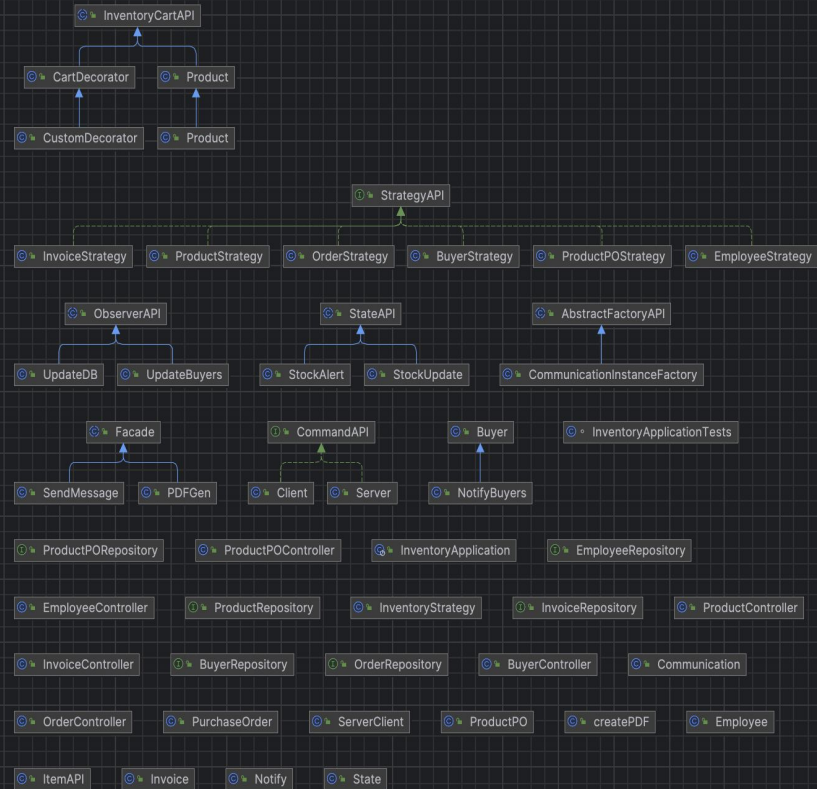 InventoryCartAPI
CartDecorator Product
CustomDecorator Product
StrategyAPI
InvoiceStrategy ProductStrategy OrderStrategy BuyerStrategy ProductPOStrategy EmployeeStrategy
ObserverAPI StateAPI AbstractFactoryAPI
UpdateDB UpdateBuyers StockAlert StockUpdate CommunicationInstanceFactory
Facade CommandAPI Buyer InventoryApplicationTests
SendMessage PDFGen Client Server NotifyBuyers
ProductPORepository ProductPOController InventoryApplication EmployeeRepository
EmployeeController ProductRepository InventoryStrategy InvoiceRepository ProductController
InvoiceController BuyerRepository OrderRepository BuyerController Communication
OrderController PurchaseOrder ServerClient ProductPO createPDF Employee
ItemAPI Invoice Notify State